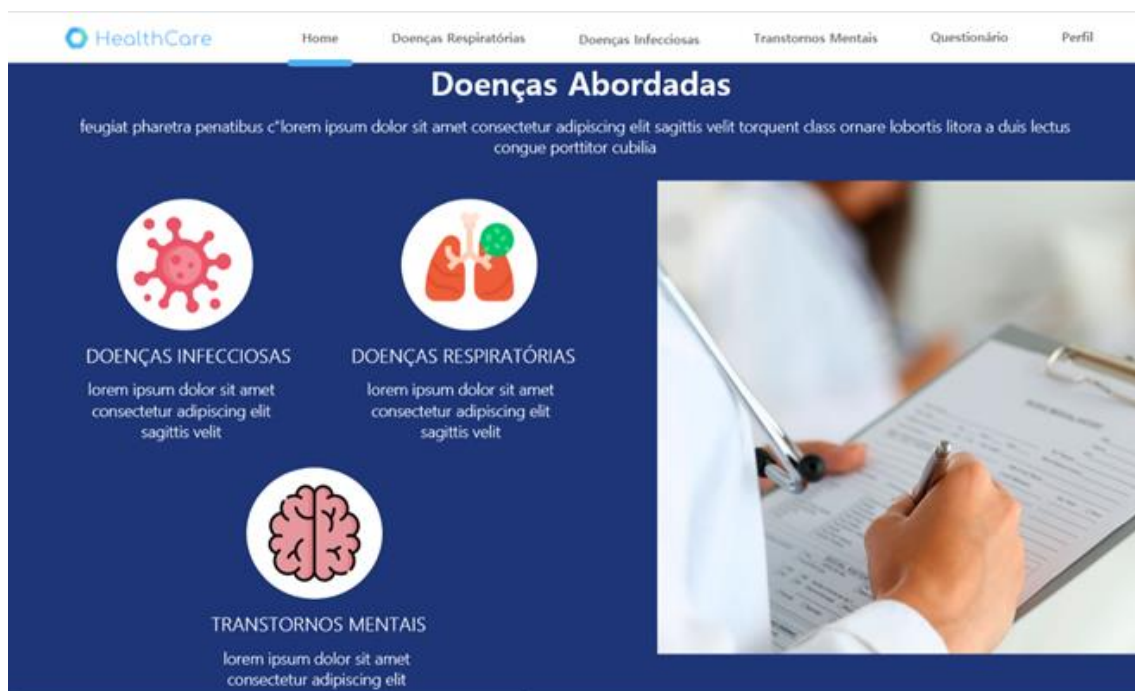 HealthCare
Home
Doenças Respiratórias
Doenças Infecciosas
Transtornos Mentais
Questionário
Perfil
Doenças Abordadas
feugiat pharetra penatibus c"lorem ipsum dolor sit amet consectetur adipiscing elit sagittis velit torquent class ornare lobortis litora a duis lectus
congue porttitor cubilia
DOENÇAS INFECCIOSAS
lorem ipsum dolor sit amet
consectetur adipiscing elit
sagittis velit
DOENÇAS RESPIRATÓRIAS
lorem ipsum dolor sit amet
consectetur adipiscing elit
sagittis velit
TRANSTORNOS MENTAIS
lorem ipsum dolor sit amet
consectetur adipiscing elit